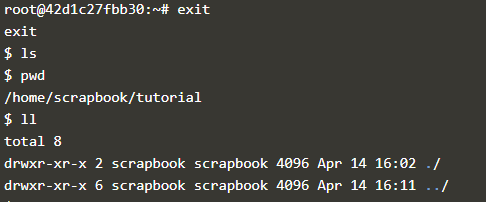 root@42d1c27fbb30:~# exit
exit
$ ls
$ pwd
/home/scrapbook/tutorial
$ ll
total 8
drwxr-xr-x 2 scrapbook scrapbook 4096 Apr 14 16:02 ./
drwxr-xr-x 6 scrapbook scrapbook 4096 Apr 14 16:11 ../